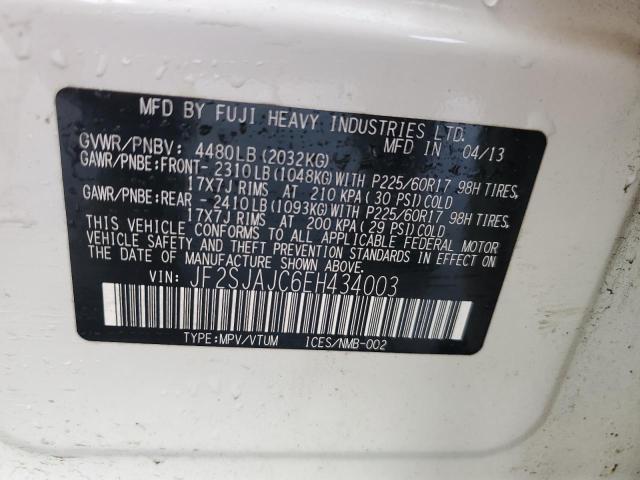 MFD BY FUJI HEAVY INDUSTRIES LTD.
MFD IN 04/13
GVWR/PNBV: 4480LB(2032KG)
GAWR/PNBE:FRONT- 2310LB(1048KG)WITH P225/60R17 98H TIRES,
17X7J RIMS AT 210 KPA(30 PSI)COLD
GAWR/PNBE:REAR - 2410LB(1093KG)WITH P225/60R17 98H TIRES,
17X7J RIMS AT 200 KPA(29 PSI)COLD
THIS VEHICLE CONFORMS TO ALL APPLICABLE FEDERAL MOTOR
VEHICLE SAFETY AND THEFT PREVENTION STANDARDS IN EFFECT ON
THE DATE OF MANUFACTURE SHOWN ABOVE.
VIN: JF2SJAJC6EH434003
TYPE:MPV/VTUM ICES/NMB-002